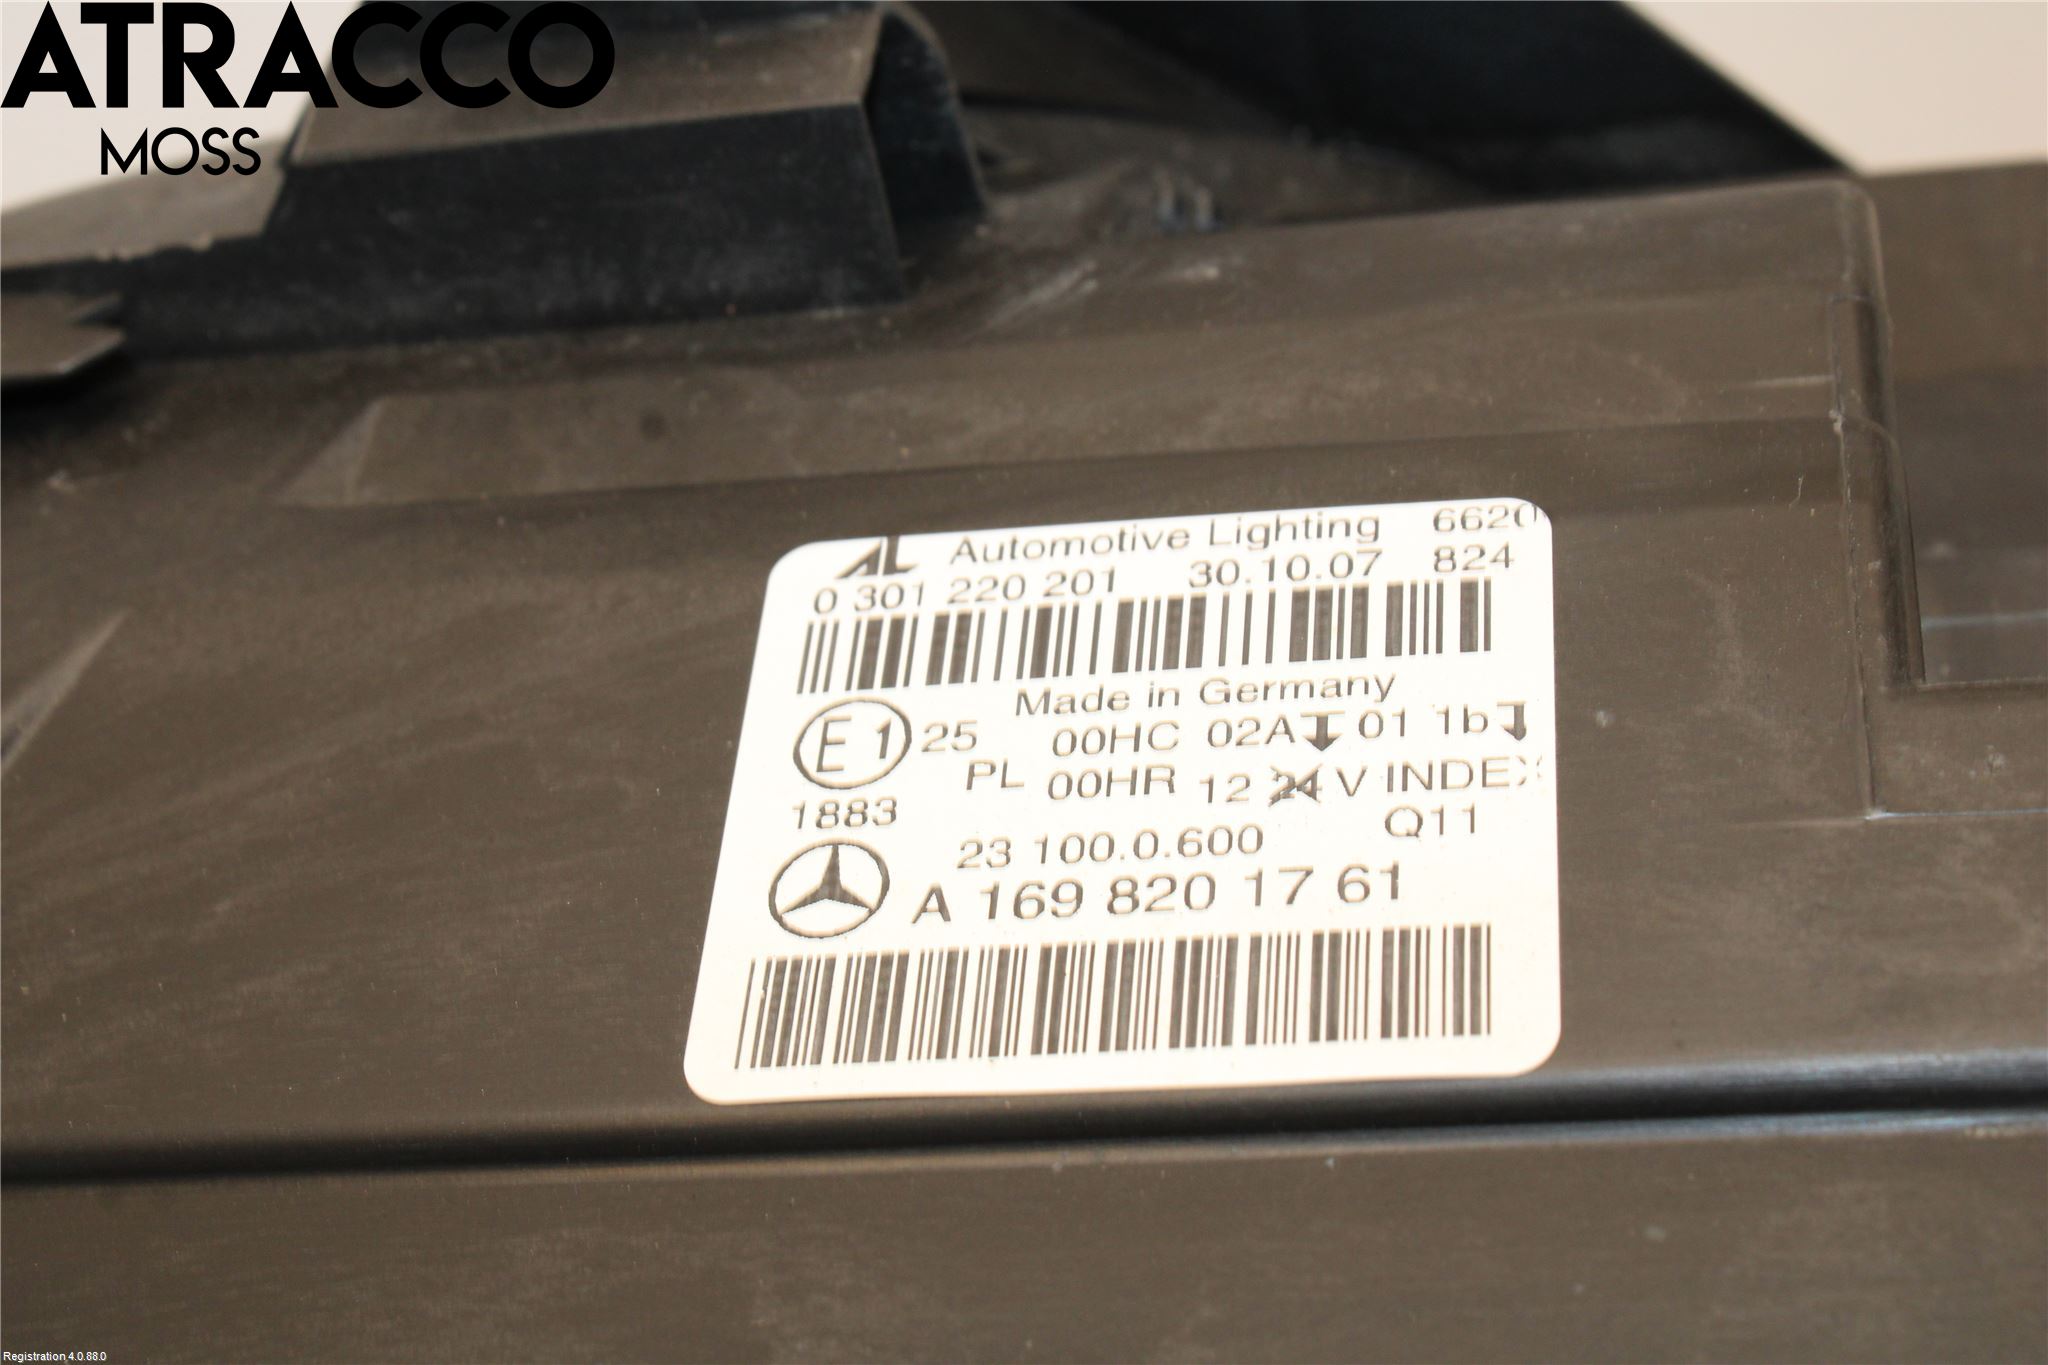 ATRACCO
MOSS
AL Automotive Lighting 6620
0 301 220 201 30.10.07 824
Made in Germany
E1 25 00HC 02A 01 1b
PL 00HR 12 24 V INDEX
1883
23 100.0.600 Q11
A 169 820 17 61
Registration 4.0.88.0